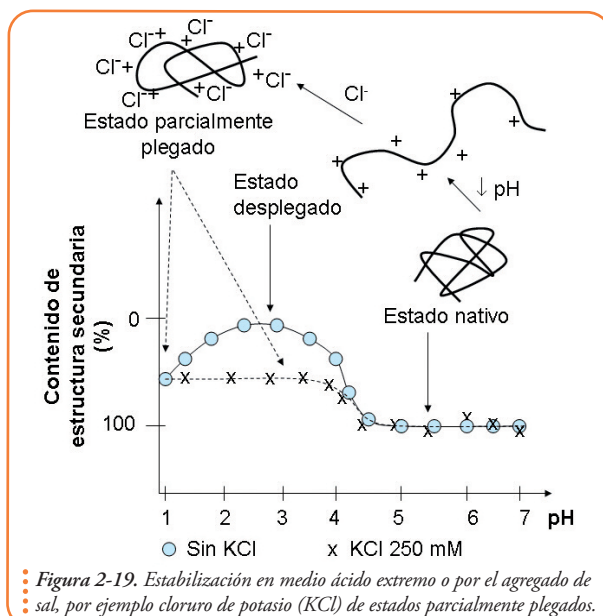 Cl⁻+ Cl⁻
Cl⁻+ + + Cl⁻
Cl⁻+ + Cl⁻
Cl⁻+ + Cl⁻
Estado parcialmente
plegado
Cl⁻
+ + + + + +
↓ pH
Estado
desplegado
Estado nativo
Contenido de
estructura secundaria
(%)
0
100
1 2 3 4 5 6 7 pH
Sin KCl x KCl 250 mM
Figura 2-19. Estabilización en medio ácido extremo o por el agregado de
sal, por ejemplo cloruro de potasio (KCl) de estados parcialmente plegados.